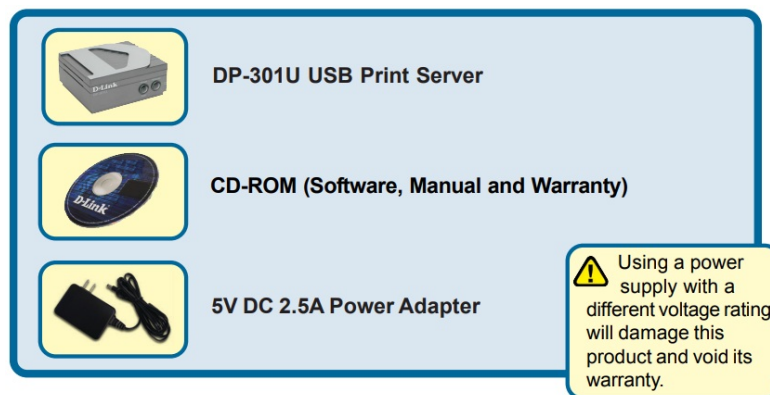 D-Link
DP-301U USB Print Server
D-Link
CD-ROM (Software, Manual and Warranty)
5V DC 2.5A Power Adapter
Using a power
supply with a
different voltage rating
will damage this
product and void its
warranty.